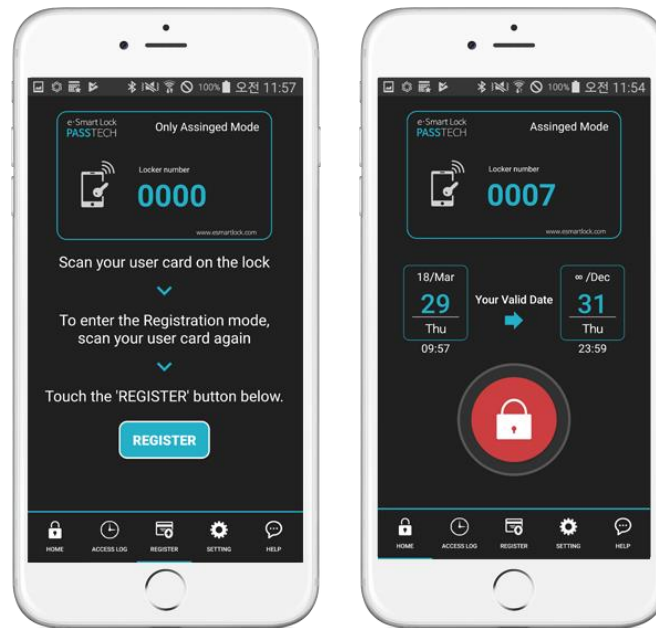 100% 오전 11:57
e-Smart Lock
PASSTECH
Only Assinged Mode
Locker number
0000
www.esmartlock.com
Scan your user card on the lock
To enter the Registration mode,
scan your user card again
Touch the 'REGISTER' button below.
REGISTER
HOME
ACCESS LOG
REGISTER
SETTING
HELP
100% 오전 11:54
e-Smart Lock
PASSTECH
Assinged Mode
Locker number
0007
www.esmartlock.com
18/Mar
29
Thu
09:57
Your Valid Date
∞ /Dec
31
Thu
23:59
HOME
ACCESS LOG
REGISTER
SETTING
HELP